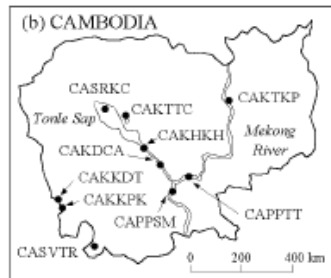 (b) CAMBODIA
CASRKC
CAKTTC
CAKTKP
Tonle Sap
CAKHKH
Mekong
River
CAKDCA
CAKKDT
CAKKPK
CAPPSM
CAPPTT
CASVTR
0 200 400 km